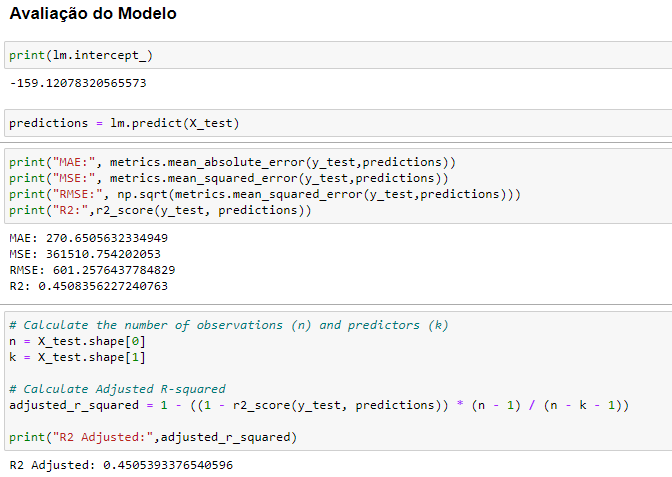 Avaliação do Modelo
print(lm.intercept_)
-159.12078320565573
predictions = lm.predict(X_test)
print("MAE:", metrics.mean_absolute_error(y_test,predictions))
print("MSE:", metrics.mean_squared_error(y_test,predictions))
print("RMSE:", np.sqrt(metrics.mean_squared_error(y_test,predictions)))
print("R2:",r2_score(y_test, predictions))
MAE: 270.6505632334949
MSE: 361510.754202053
RMSE: 601.2576437784829
R2: 0.4508356227240763
# Calculate the number of observations (n) and predictors (k)
n = X_test.shape[0]
k = X_test.shape[1]
# Calculate Adjusted R-squared
adjusted_r_squared = 1 - ((1 - r2_score(y_test, predictions)) * (n - 1) / (n - k - 1))
print("R2 Adjusted:",adjusted_r_squared)
R2 Adjusted: 0.4505393376540596